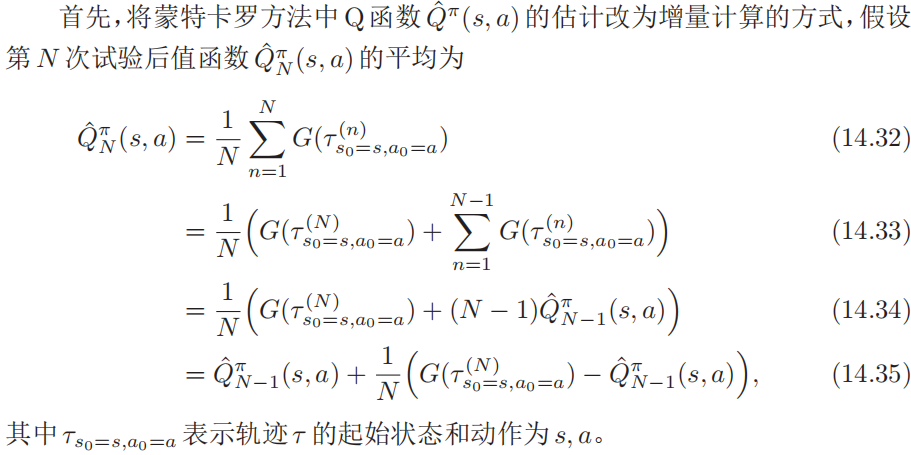 首先,将蒙特卡罗方法中 Q 函数 $\hat{Q}^{\pi}(s, a)$ 的估计改为增量计算的方式,假设
第 $N$ 次试验后值函数 $\hat{Q}^{\pi}_{N}(s, a)$ 的平均为
$\hat{Q}^{\pi}_{N}(s, a) = \frac{1}{N} \sum_{n=1}^{N} G(\tau^{(n)}_{s_0=s,a_0=a})$ (14.32)
$= \frac{1}{N} \Big( G(\tau^{(N)}_{s_0=s,a_0=a}) + \sum_{n=1}^{N-1} G(\tau^{(n)}_{s_0=s,a_0=a}) \Big)$ (14.33)
$= \frac{1}{N} \Big( G(\tau^{(N)}_{s_0=s,a_0=a}) + (N-1) \hat{Q}^{\pi}_{N-1}(s, a) \Big)$ (14.34)
$= \hat{Q}^{\pi}_{N-1}(s, a) + \frac{1}{N} \Big( G(\tau^{(N)}_{s_0=s,a_0=a}) - \hat{Q}^{\pi}_{N-1}(s, a) \Big),$ (14.35)
其中 $\tau_{s_0=s,a_0=a}$ 表示轨迹 $\tau$ 的起始状态和动作为 $s, a$。